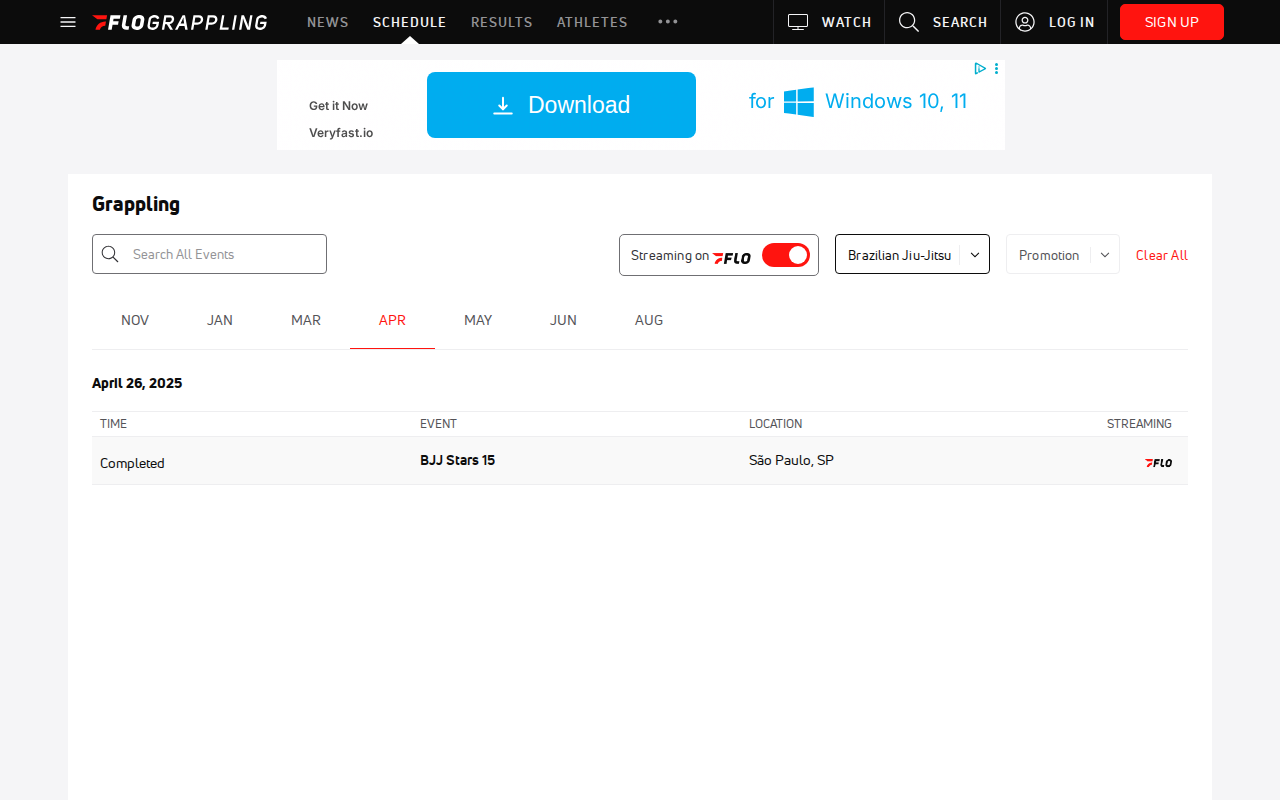 FLOGRAPPLING NEWS SCHEDULE RESULTS ATHLETES WATCH SEARCH LOG IN SIGN UP
Get it Now
Veryfast.io
Download
for Windows 10, 11
Grappling
Search All Events
Streaming on FLO
Brazilian Jiu-Jitsu
Promotion
Clear All
NOV JAN MAR APR MAY JUN AUG
April 26, 2025
TIME EVENT LOCATION STREAMING
Completed BJJ Stars 15 São Paulo, SP FLO